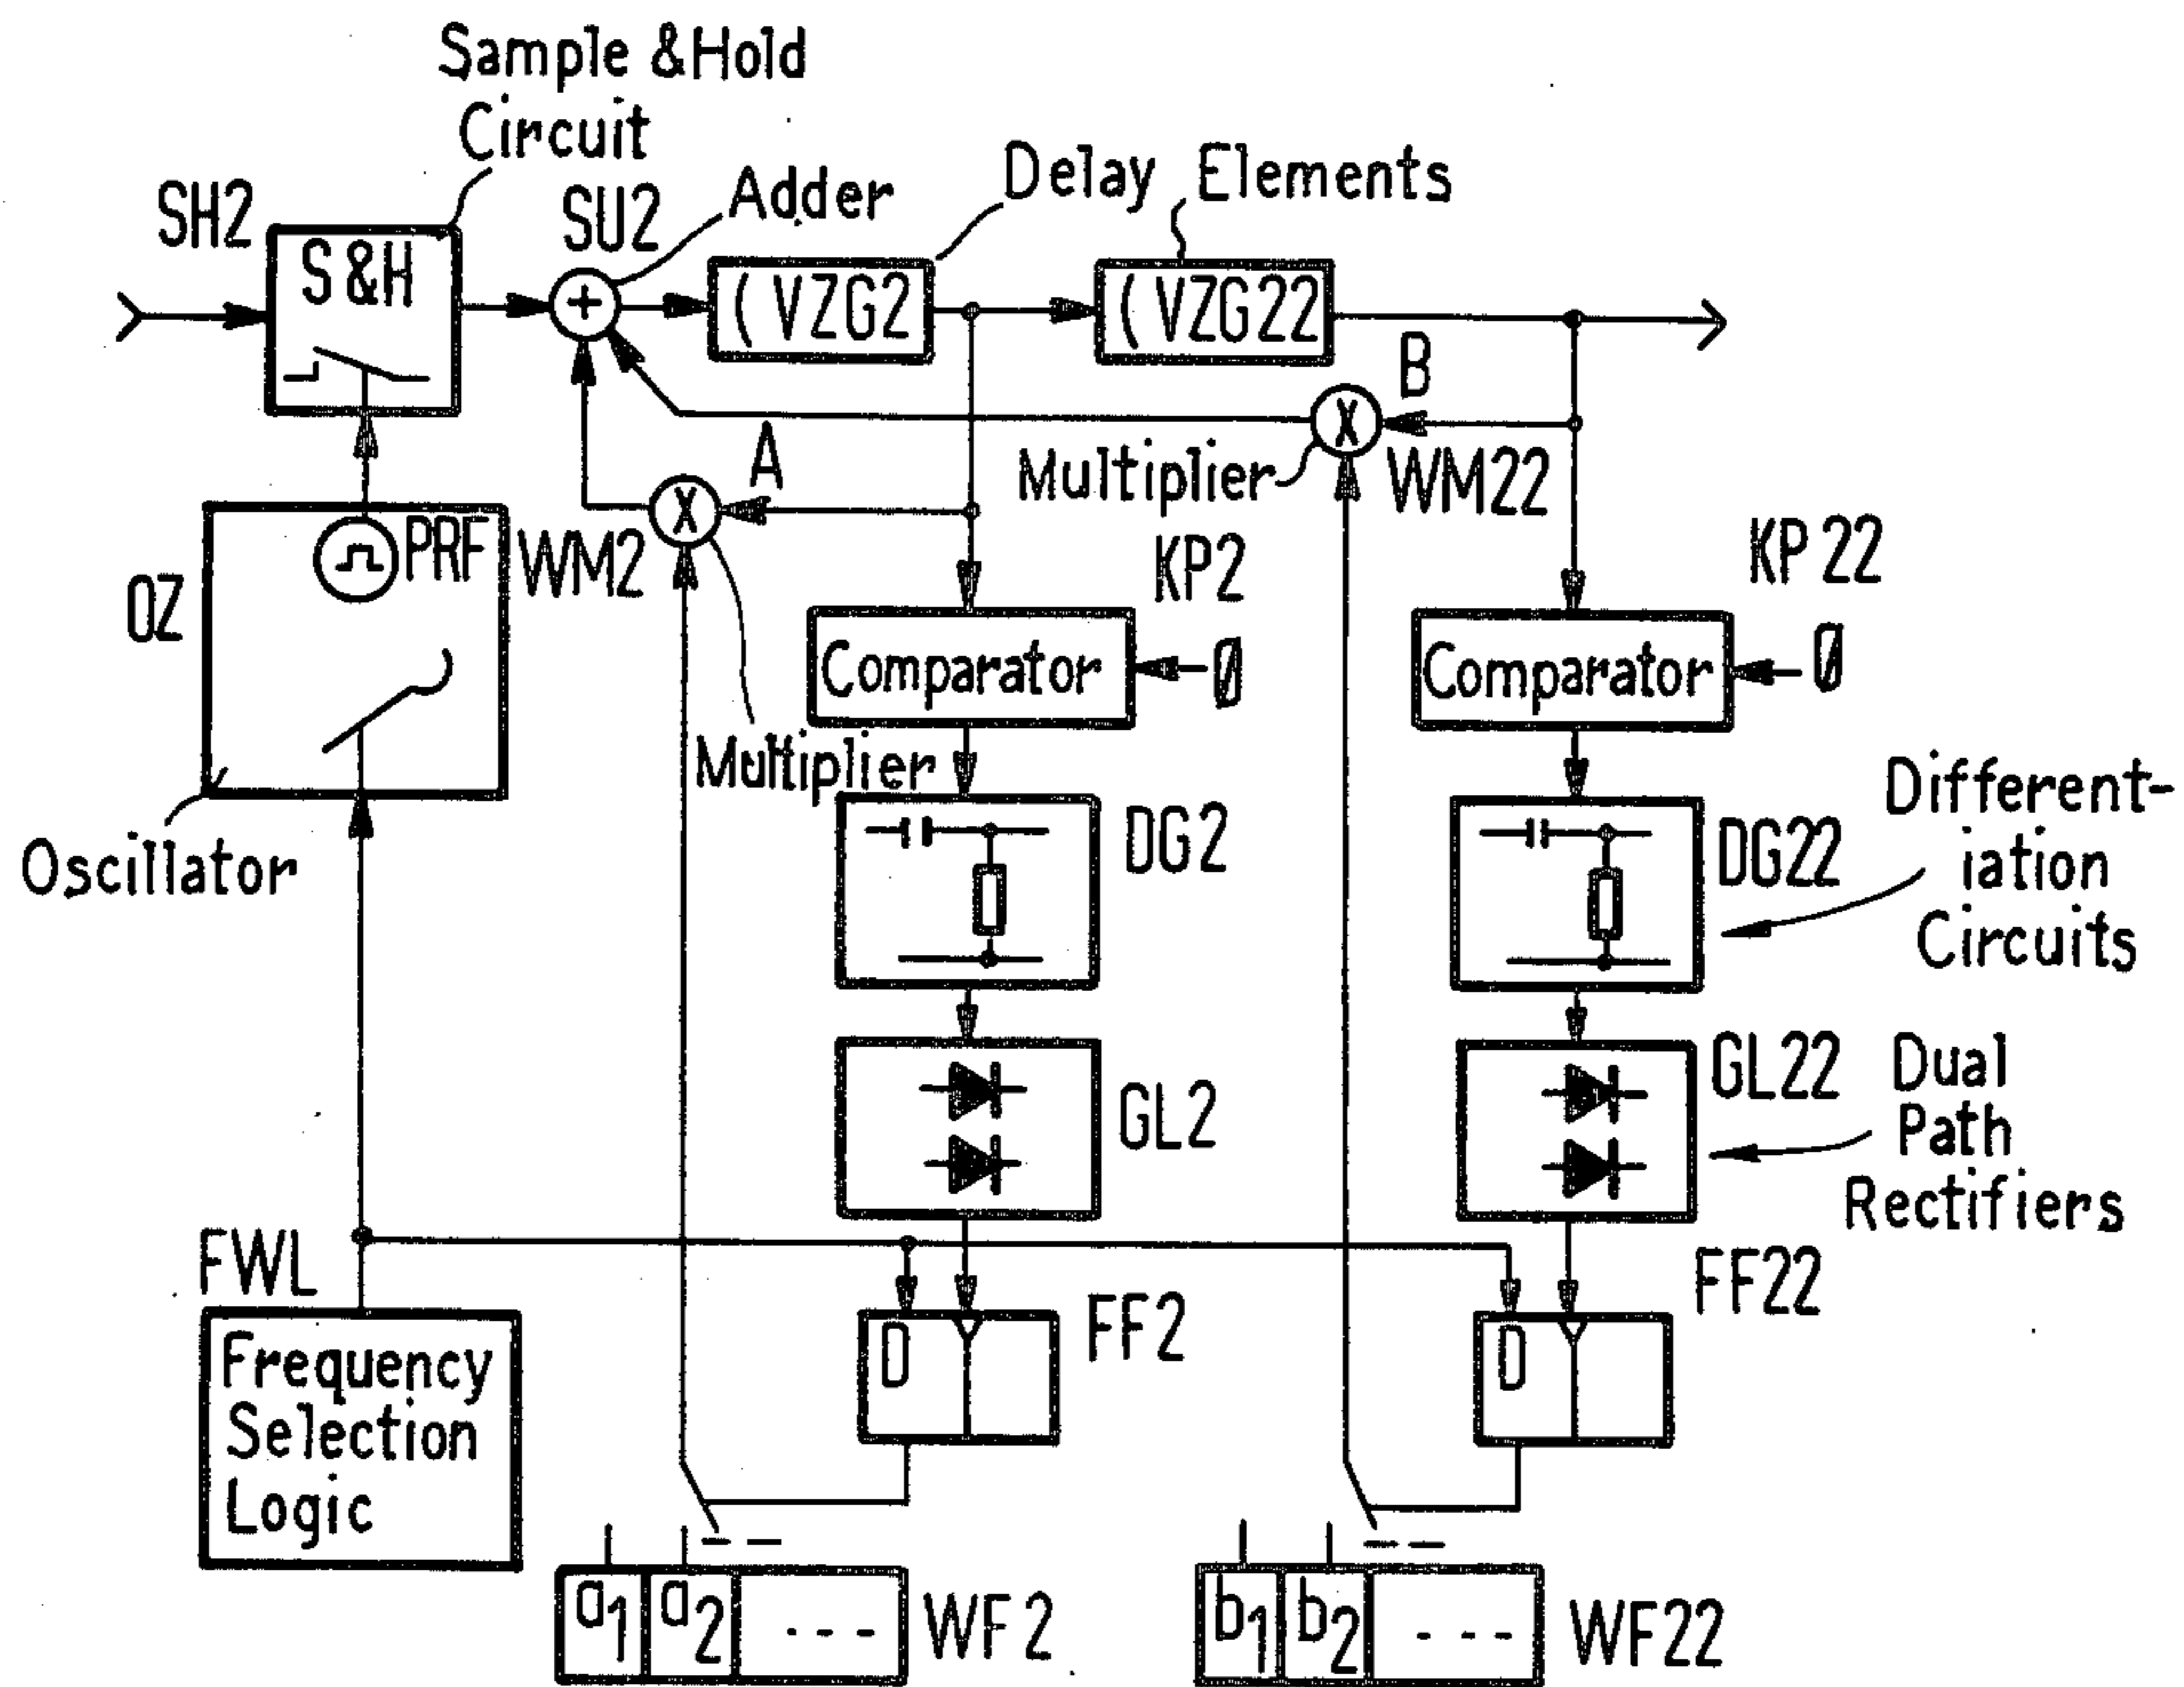 Sample &Hold
Circuit
SH2
S &H
SU2
Adder
Delay Elements
+
(VZG2
(VZG22
B
X
Multiplier
WM22
A
X
WM2
Multiplier
OZ
PRF
Oscillator
KP2
Comparator
Ø
KP 22
Comparator
Ø
DG2
DG22
Different-
iation
Circuits
GL2
GL22
Dual
Path
Rectifiers
FWL
Frequency
Selection
Logic
FF2
D
FF22
D
a1 a2 ---
WF2
b1 b2 ---
WF22